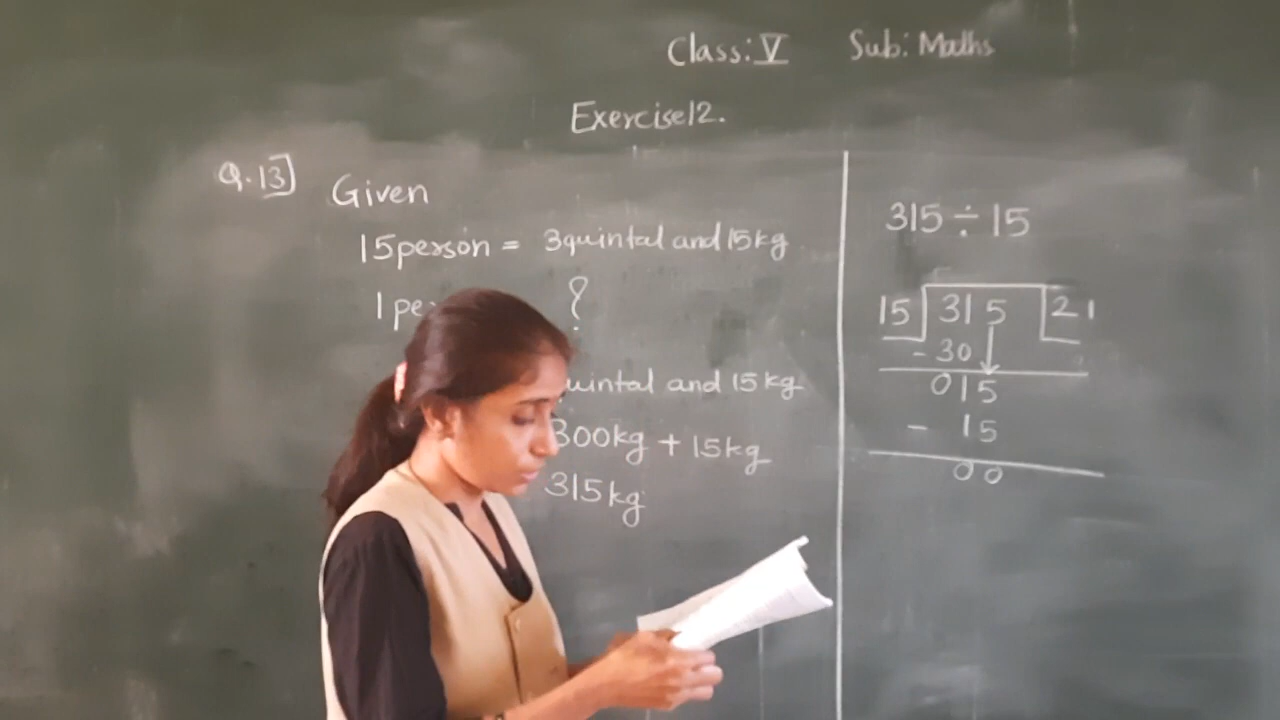 Class: V Sub: Maths
Exercise 12.
Q.13]
Given
15 person = 3 quintal and 15 kg
1 ?
and 15 kg
300 kg + 15 kg
315 kg
315 ÷ 15
15 315 21
- 30
015
- 15
00